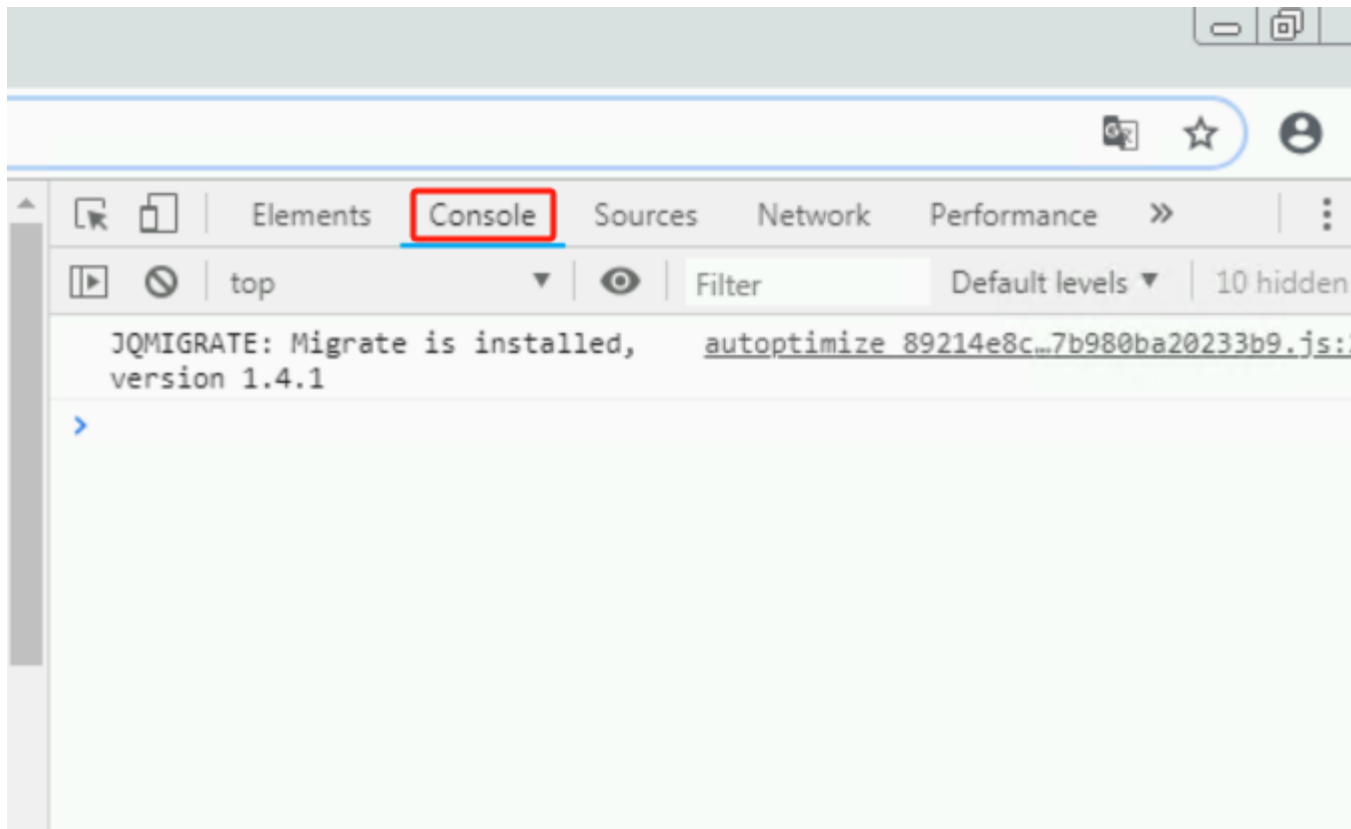 Elements Console Sources Network Performance »
top Filter Default levels ▼ 10 hidden
JQMIGRATE: Migrate is installed, autoptimize_89214e8c…7b980ba20233b9.js:
version 1.4.1